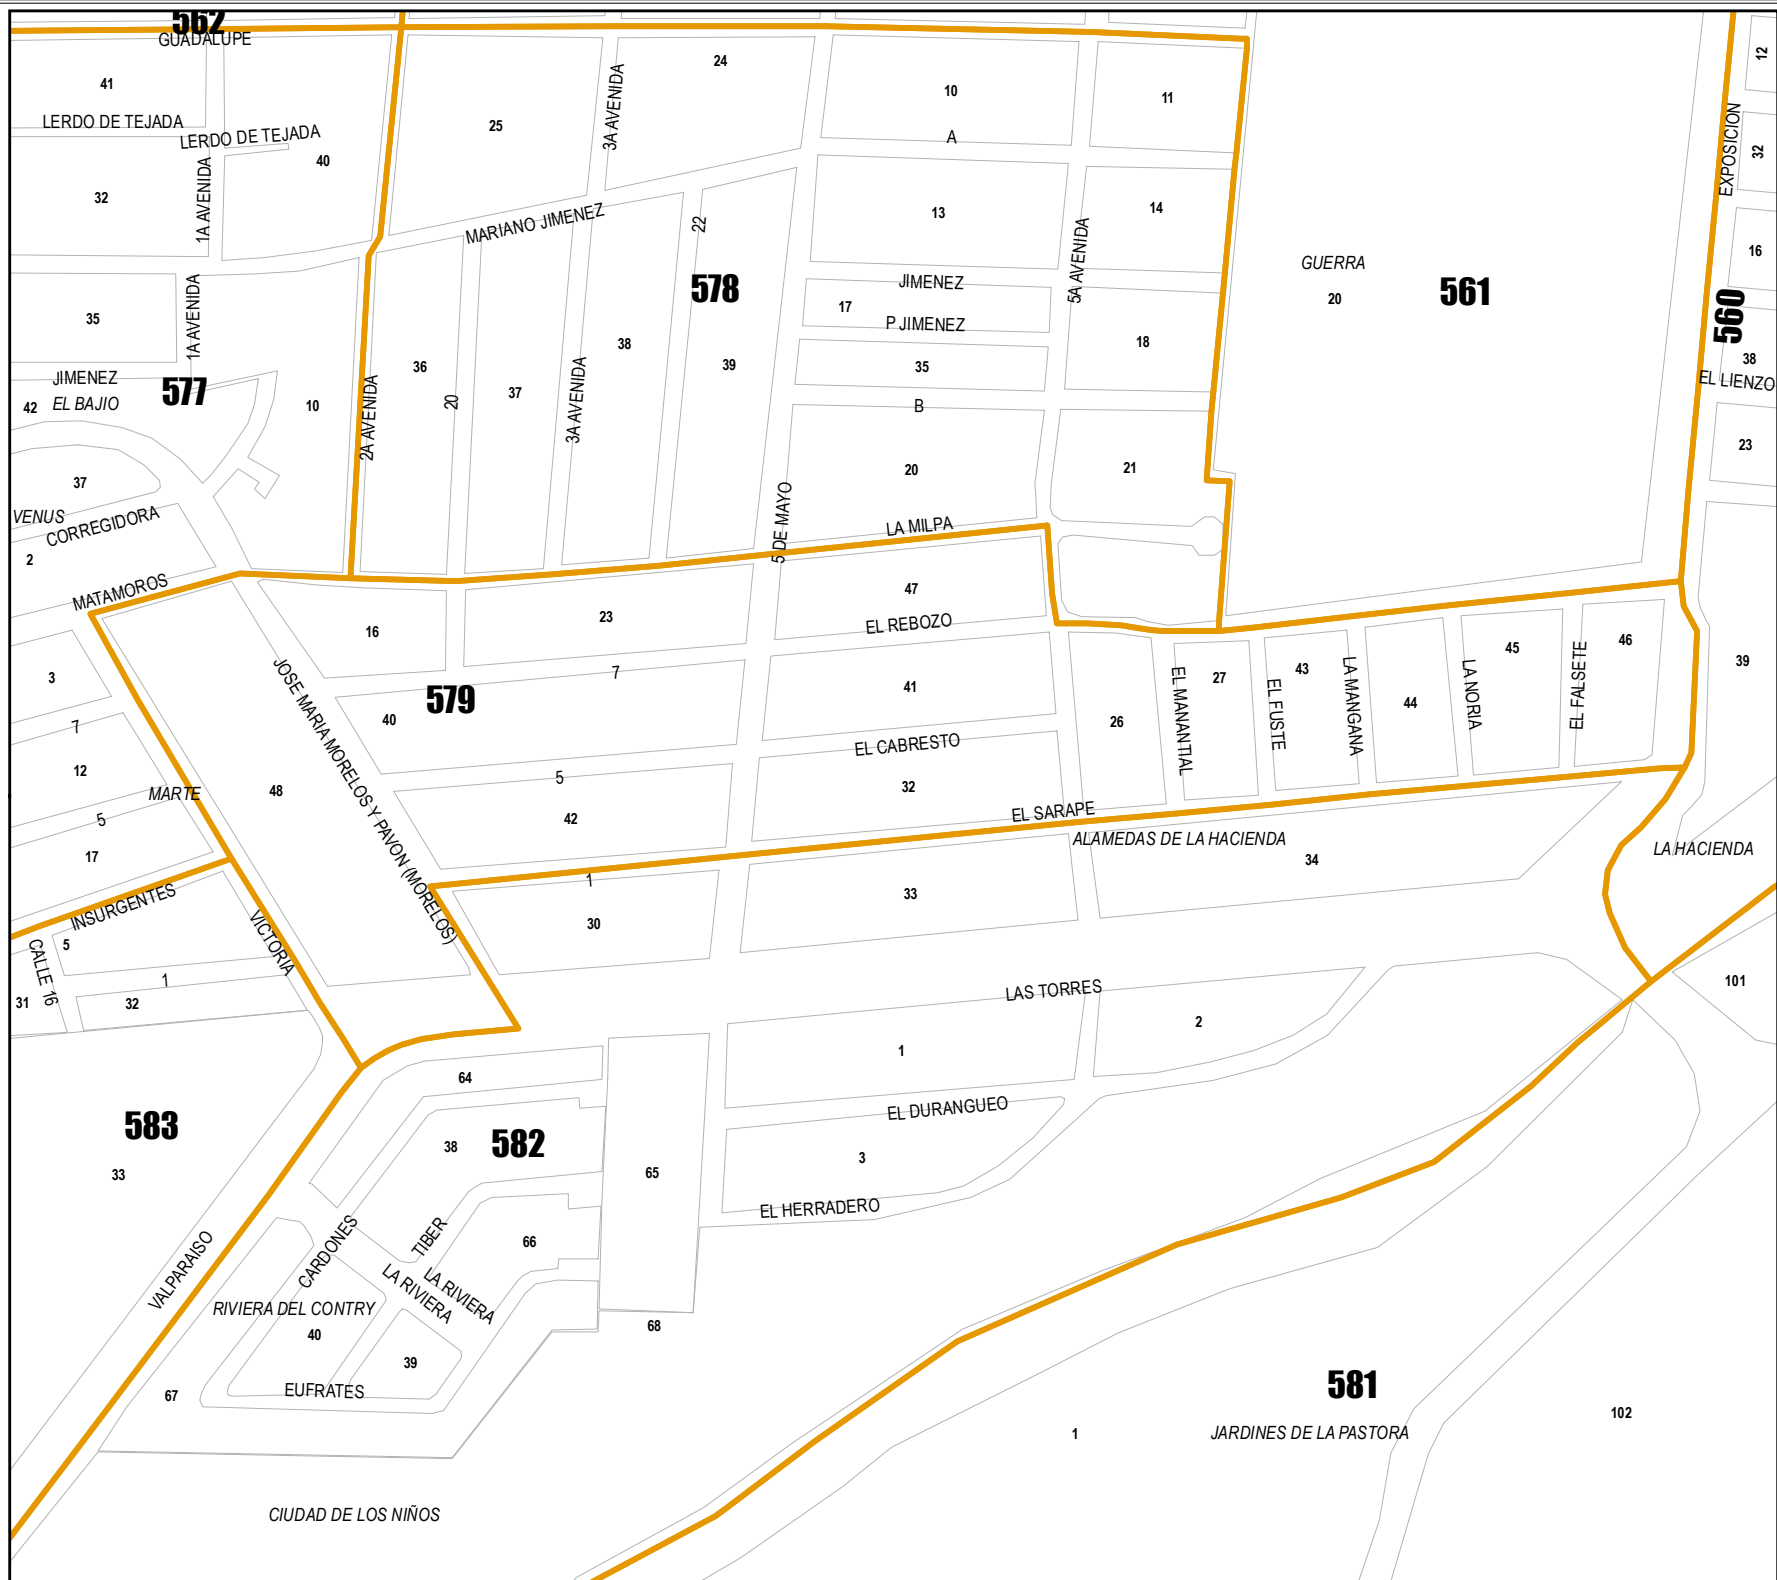 562
GUADALUPE
41
LERDO DE TEJADA
LERDO DE TEJADA
40
32
1A AVENIDA
25
3A AVENIDA
24
10
11
A
12
32
EXPOSICION
13
14
MARIANO JIMENEZ
22
5A AVENIDA
16
GUERRA
20
561
578
JIMENEZ
17
P JIMENEZ
560
35
1A AVENIDA
38
18
38
EL LIENZO
JIMENEZ
577
EL BAJIO
42
10
36
20
37
3A AVENIDA
39
35
B
2A AVENIDA
23
20
21
37
VENUS
CORREGIDORA
5 DE MAYO
LA MILPA
2
MATAMOROS
47
23
EL REBOZO
16
3
7
JOSE MARIA MORELOS Y PAVON (MORELOS)
579
40
7
41
EL CABRESTO
26
EL MANANTIAL
27
EL FUSTE
43
LA MANGANA
44
LA NORIA
45
EL FALSETE
46
39
12
MARTE
48
5
5
42
32
EL SARAPE
ALAMEDAS DE LA HACIENDA
34
LA HACIENDA
17
INSURGENTES
1
33
30
VICTORIA
5
CALLE 16
1
31
32
LAS TORRES
101
2
1
64
583
33
38
582
EL DURANGUEO
3
65
EL HERRADERO
VALPARAISO
CARDONES
TIBER
66
LA RIVIERA
LA RIVIERA
RIVIERA DEL CONTRY
40
39
68
67
EUFRATES
581
1
JARDINES DE LA PASTORA
102
CIUDAD DE LOS NIÑOS